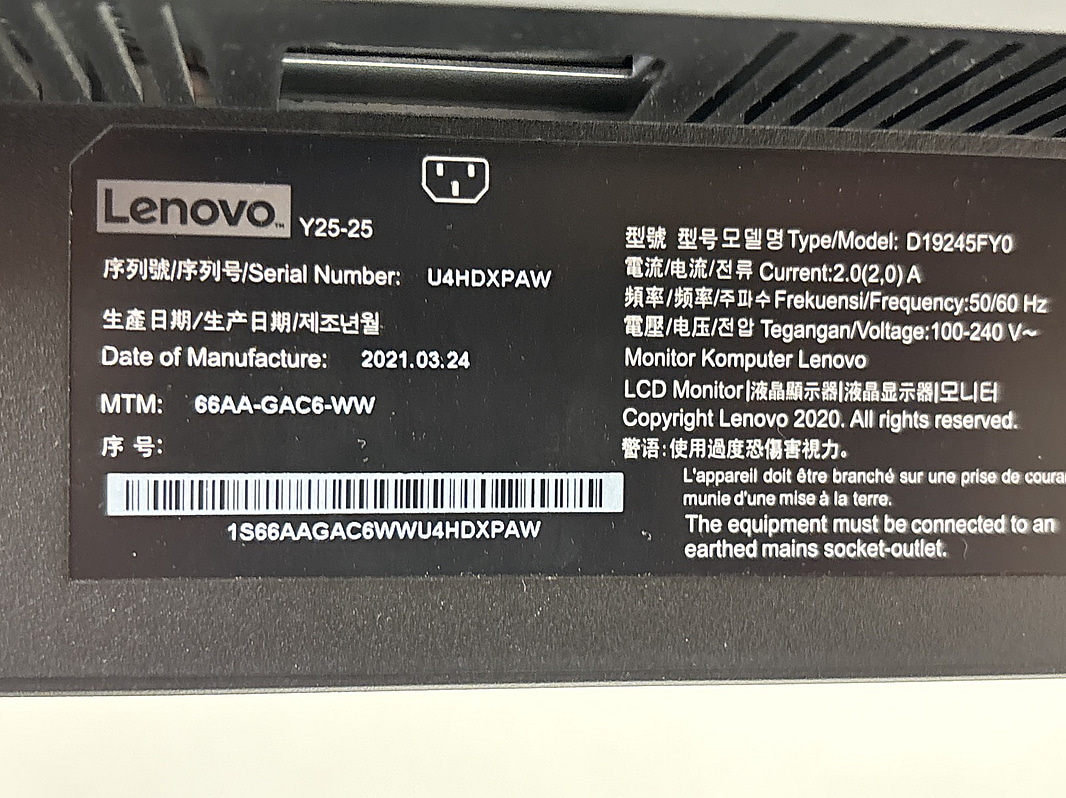 Lenovo™ Y25-25
序列號/序列号/Serial Number: U4HDXPAW
生產日期/生产日期/제조년월
Date of Manufacture: 2021.03.24
MTM: 66AA-GAC6-WW
序 号:
1S66AAGAC6WWU4HDXPAW
型號 型号모델명Type/Model: D19245FY0
電流/电流/전류 Current:2.0(2,0) A
頻率/频率/주파수 Frekuensi/Frequency:50/60 Hz
電壓/电压/전압 Tegangan/Voltage:100-240 V~
Monitor Komputer Lenovo
LCD Monitor|液晶顯示器|液晶显示器|모니터
Copyright Lenovo 2020. All rights reserved.
警语:使用過度恐傷害視力。
L'appareil doit être branché sur une prise de
munie d'une mise à la terre.
The equipment must be connected to an
earthed mains socket-outlet.